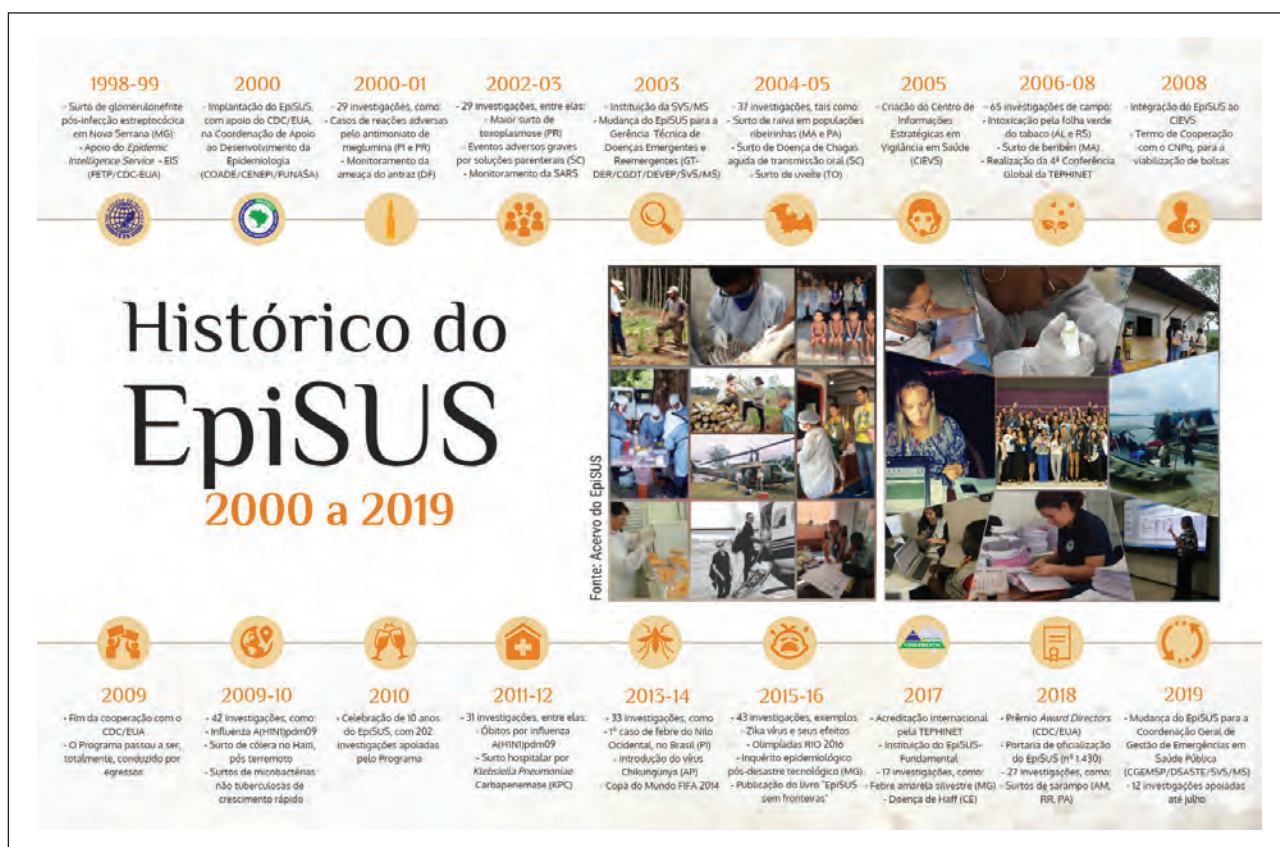 1998-99
- Surto de glomerulonefrite
pós-infecção estreptocócica
em Nova Serrana (MG):
- Apoio do Epidemic
Intelligence Service - EIS
(FETP/CDC-EUA)
2000
- Implantação do EpiSUS,
com apoio do CDC/EUA,
na Coordenação de Apoio
ao Desenvolvimento da
Epidemiologia
(COADE/CENEPI/FUNASA)
2000-01
- 29 investigações, como:
- Casos de reações adversas
pelo antimoniato de
meglumina (PI e PR)
- Monitoramento da
ameaça do antraz (DF)
2002-03
- 29 investigações, entre elas:
- Maior surto de
toxoplasmose (PR)
- Eventos adversos graves
por soluções parenterais (SC)
- Monitoramento da SARS
2003
- Instituição da SVS/MS
- Mudança do EpiSUS para a
Gerência Técnica de
Doenças Emergentes e
Reemergentes (GT-
DER/CGDT/DEVEP/SVS/MS)
2004-05
- 37 investigações, tais como:
- Surto de raiva em populações
ribeirinhas (MA e PA)
- Surto de Doença de Chagas
aguda de transmissão oral (SC)
- Surto de uveíte (TO)
2005
- Criação do Centro de
Informações
Estratégicas em
Vigilância em Saúde
(CIEVS)
2006-08
- 65 investigações de campo:
- Intoxicação pela folha verde
do tabaco (AL e RS)
- Surto de beribéri (MA)
- Realização da 4ª Conferência
Global da TEPHINET
2008
- Integração do EpiSUS ao
CIEVS
- Termo de Cooperação
com o CNPq, para a
viabilização de bolsas
Histórico do
EpiSUS
2000 a 2019
Fonte: Acervo do EpiSUS
2009
- Fim da cooperação com o
CDC/EUA
- O Programa passou a ser,
totalmente, conduzido por
egressos
2009-10
- 42 investigações, como:
- Influenza A(H1N1)pdm09
- Surto de cólera no Haiti,
pós terremoto
- Surtos de micobactérias
não tuberculosas de
crescimento rápido
2010
- Celebração de 10 anos
do EpiSUS, com 202
investigações apoiadas
pelo Programa
2011-12
- 31 investigações, entre elas:
- Óbitos por influenza
A(H1N1)pdm09
- Surto hospitalar por
Klebsiella Pneumoniae
Carbapenemase (KPC)
2013-14
- 33 investigações, como
- 1º caso de febre do Nilo
Ocidental, no Brasil (PI)
- Introdução do vírus
Chikungunya (AP)
- Copa do Mundo FIFA 2014
2015-16
- 43 investigações, exemplos
- Zika vírus e seus efeitos
- Olimpíadas RIO 2016
- Inquérito epidemiológico
pós-desastre tecnológico (MG)
- Publicação do livro "EpiSUS
sem fronteiras"
2017
- Acreditação internacional
pela TEPHINET
- Instituição do EpiSUS-
Fundamental
- 17 investigações, como:
Febre amarela silvestre (MG)
- Doença de Haff (CE)
2018
- Prêmio Award Directors
(CDC/EUA)
- Portaria de oficialização
do EpiSUS (nº 1.430)
- 27 investigações, como:
- Surtos de sarampo (AM,
RR, PA)
2019
- Mudança do EpiSUS para a
Coordenação Geral de
Gestão de Emergências em
Saúde Pública
(CGEMSP/DSASTE/SVS/MS)
- 12 investigações apoiadas
até julho